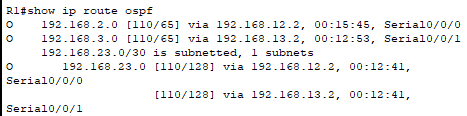 R1#show ip route ospf
O    192.168.2.0 [110/65] via 192.168.12.2, 00:15:45, Serial0/0/0
O    192.168.3.0 [110/65] via 192.168.13.2, 00:12:53, Serial0/0/1
     192.168.23.0/30 is subnetted, 1 subnets
O       192.168.23.0 [110/128] via 192.168.12.2, 00:12:41,
Serial0/0/0
                     [110/128] via 192.168.13.2, 00:12:41,
Serial0/0/1